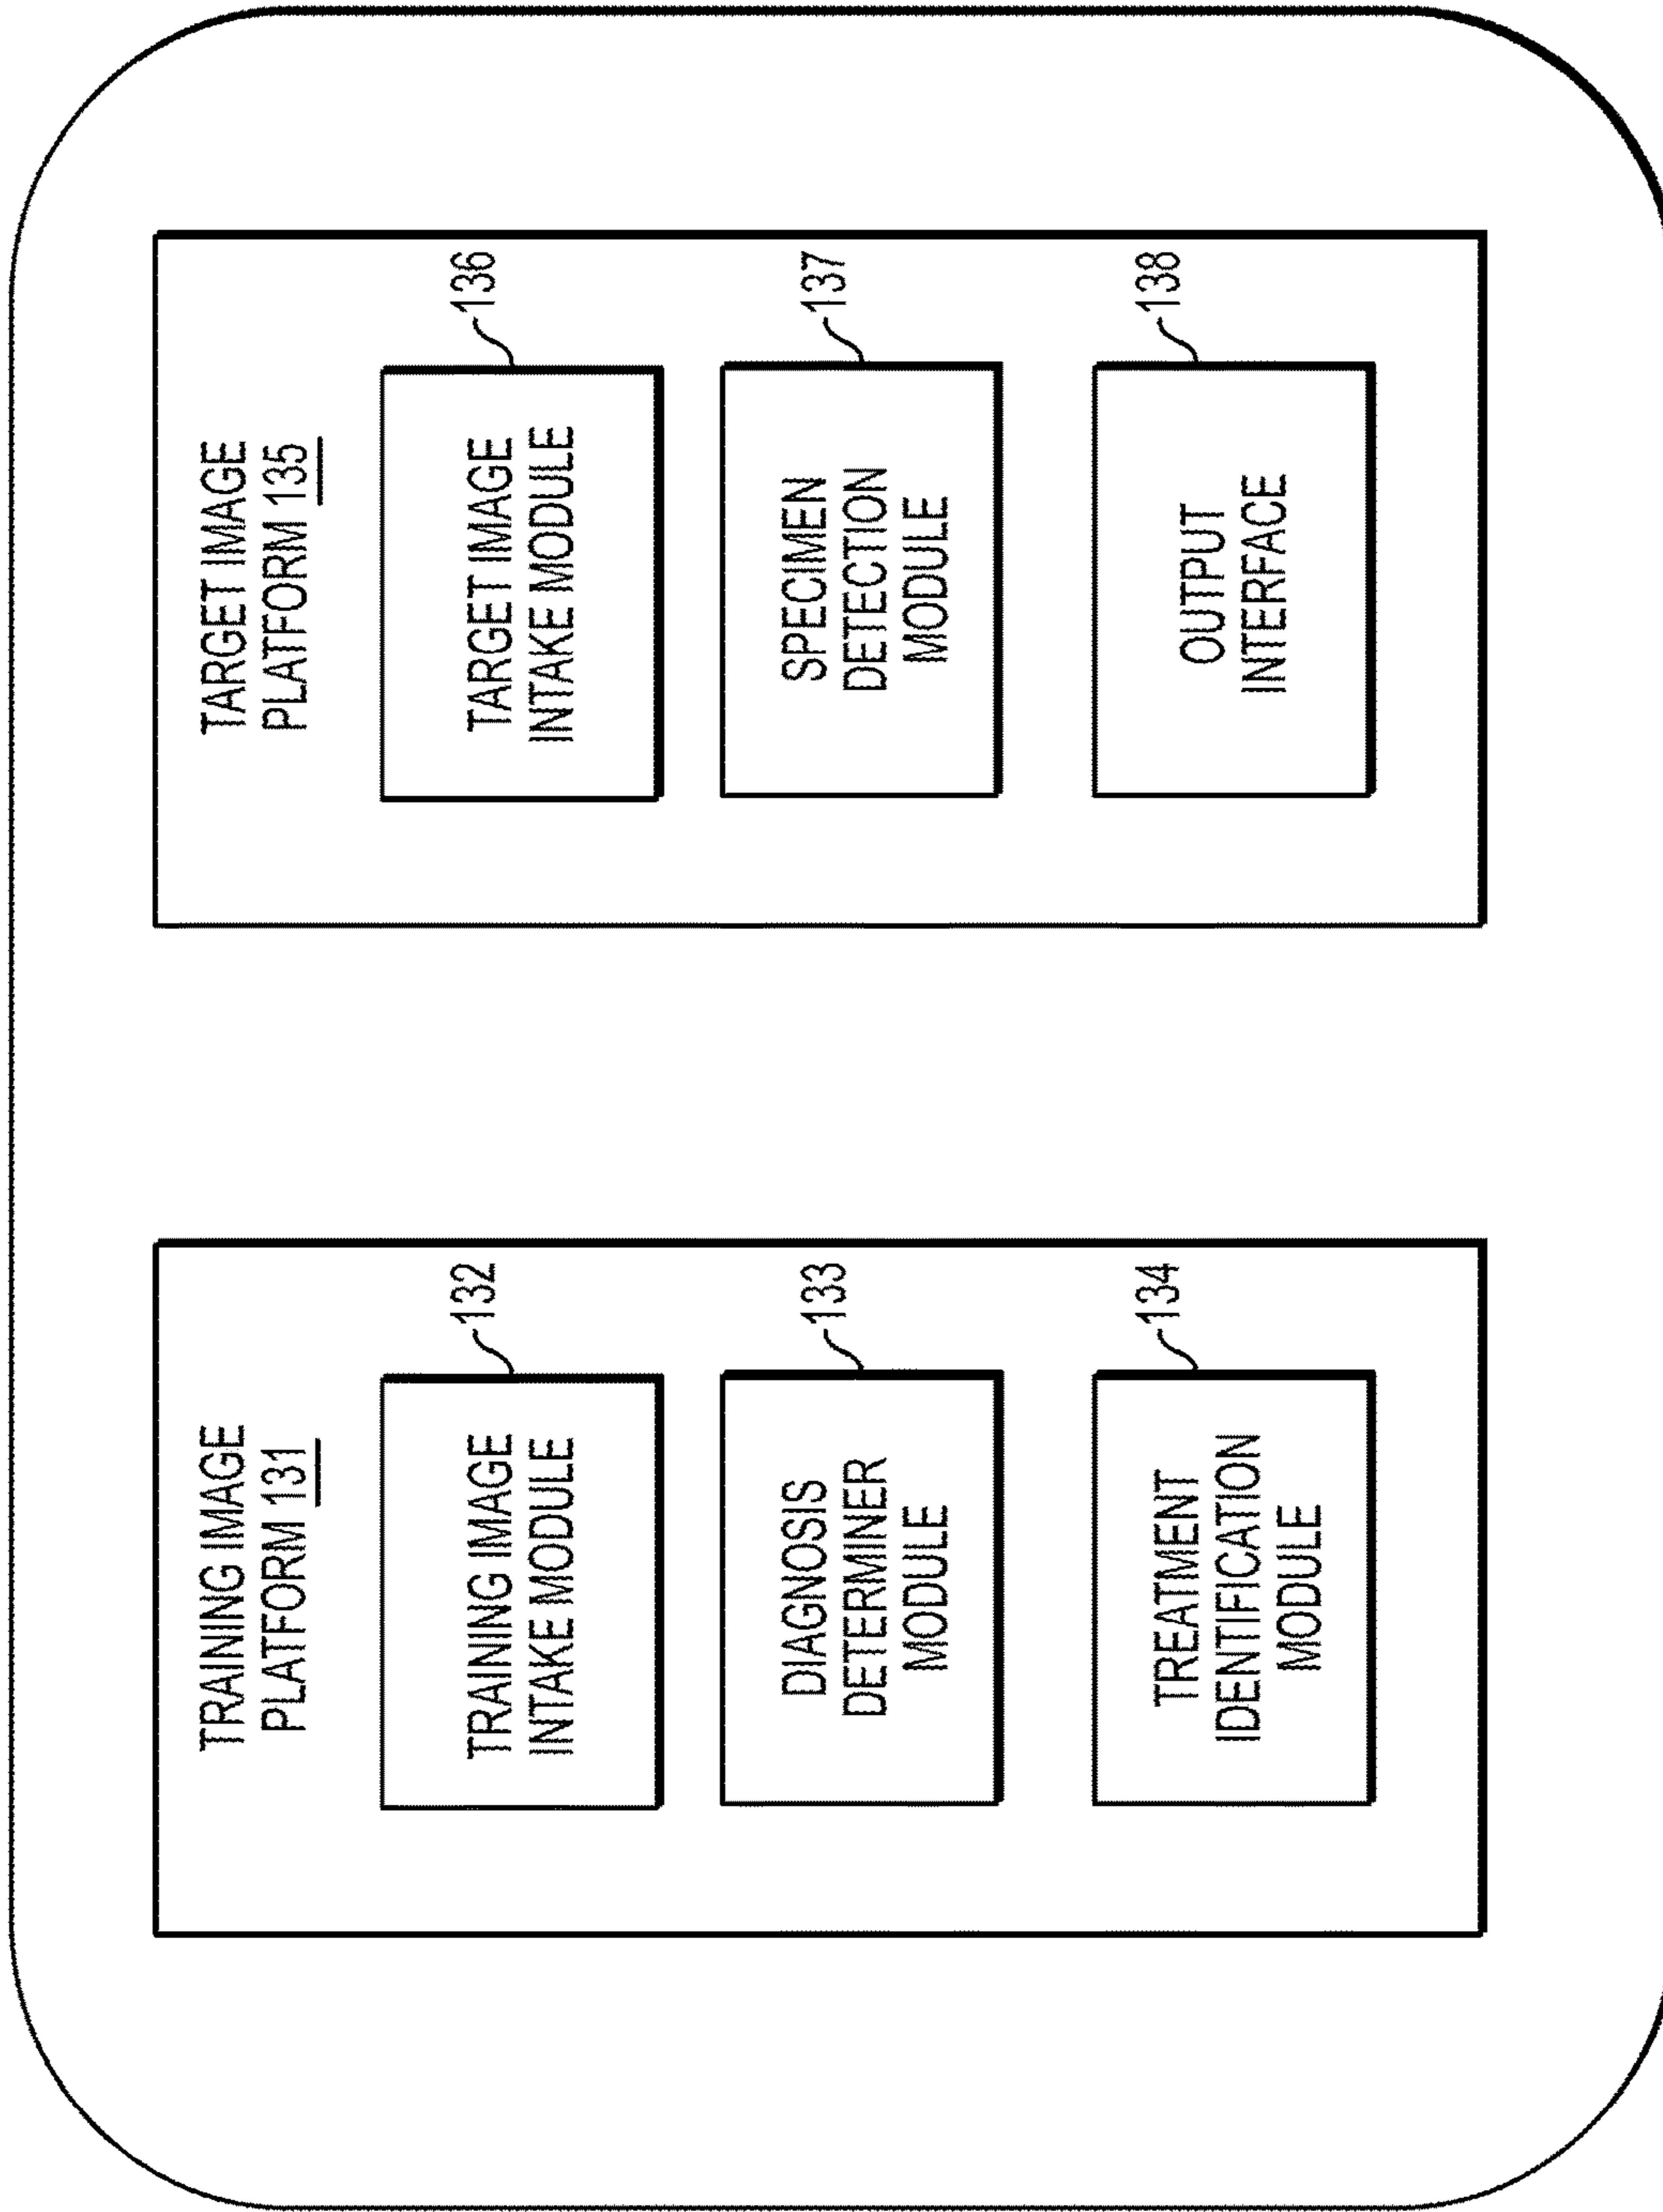 TRAINING IMAGE
PLATFORM 131
132
TRAINING IMAGE
INTAKE MODULE
133
DIAGNOSIS
DETERMINER
MODULE
134
TREATMENT
IDENTIFICATION
MODULE
TARGET IMAGE
PLATFORM 135
136
TARGET IMAGE
INTAKE MODULE
137
SPECIMEN
DETECTION
MODULE
138
OUTPUT
INTERFACE